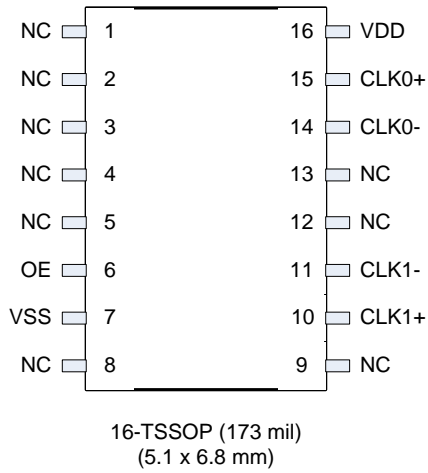 NC 1 16 VDD
NC 2 15 CLK0+
NC 3 14 CLK0-
NC 4 13 NC
NC 5 12 NC
OE 6 11 CLK1-
VSS 7 10 CLK1+
NC 8 9 NC
16-TSSOP (173 mil)
(5.1 x 6.8 mm)